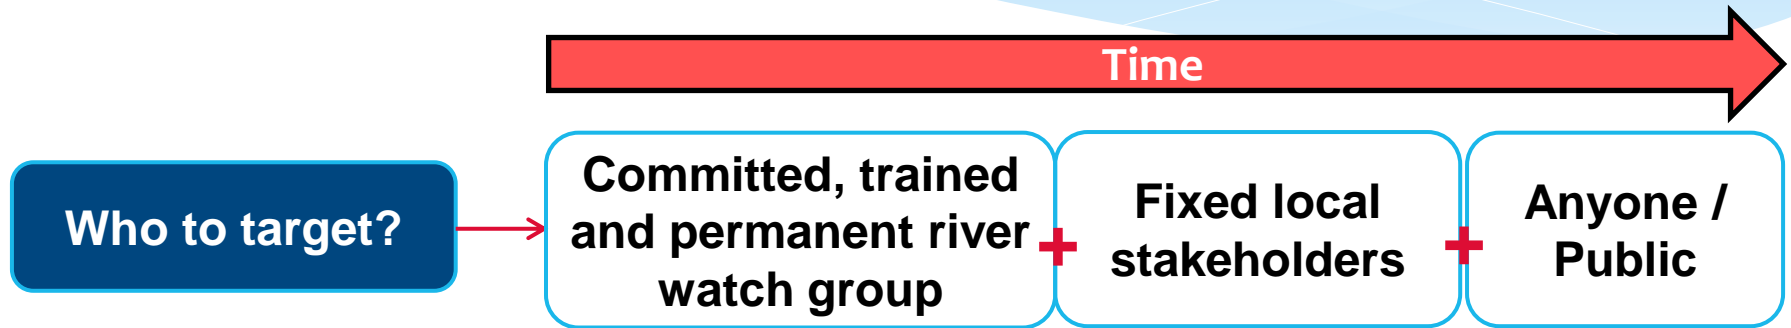 Time
Who to target?
Committed, trained
and permanent river
watch group
+
Fixed local
stakeholders
+
Anyone /
Public